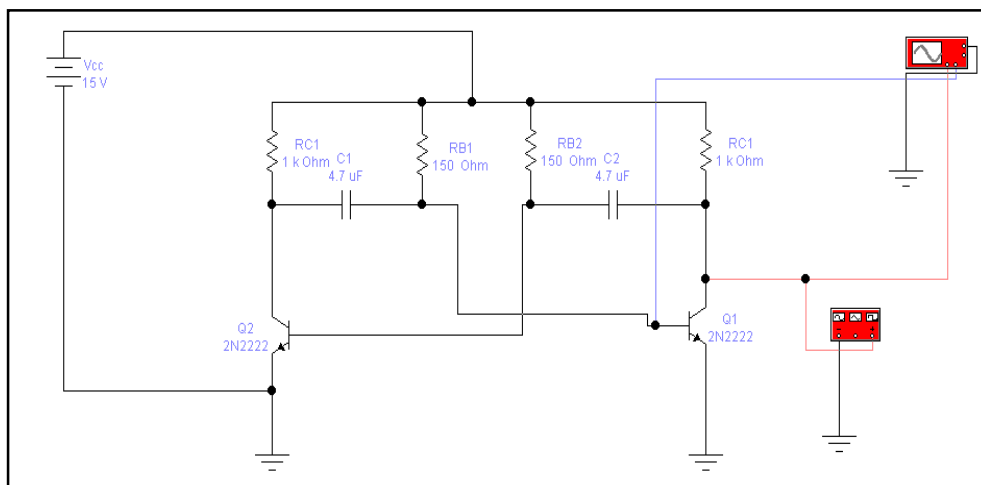 Vcc
15 V
RC1
1 k Ohm
C1
4.7 uF
RB1
150 Ohm
RB2
150 Ohm
C2
4.7 uF
RC1
1 k Ohm
Q2
2N2222
Q1
2N2222